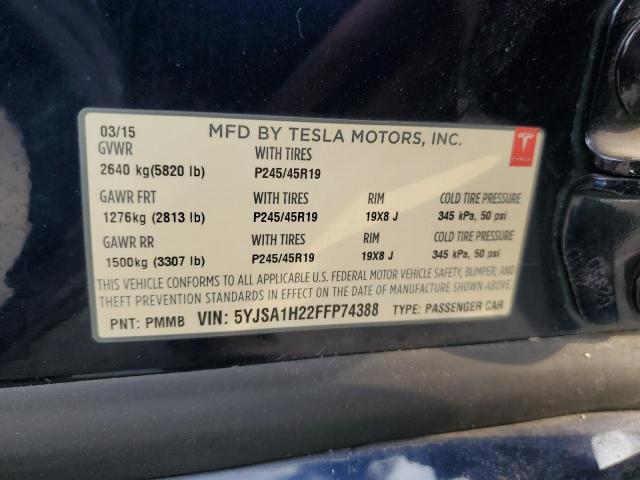 03/15 MFD BY TESLA MOTORS, INC.
GVWR WITH TIRES
2640 kg(5820 lb) P245/45R19
TESLA
GAWR FRT WITH TIRES RIM COLD TIRE PRESSURE
1276kg (2813 lb) P245/45R19 19X8 J 345 kPa, 50 psi
GAWR RR WITH TIRES RIM COLD TIRE PRESSURE
1500kg (3307 lb) P245/45R19 19X8 J 345 kPa, 50 psi
THIS VEHICLE CONFORMS TO ALL APPLICABLE U.S. FEDERAL MOTOR VEHICLE SAFETY, BUMPER, AND
THEFT PREVENTION STANDARDS IN EFFECT ON THE DATE OF MANUFACTURE SHOWN ABOVE.
PNT: PMMB VIN: 5YJSA1H22FFP74388 TYPE: PASSENGER CAR